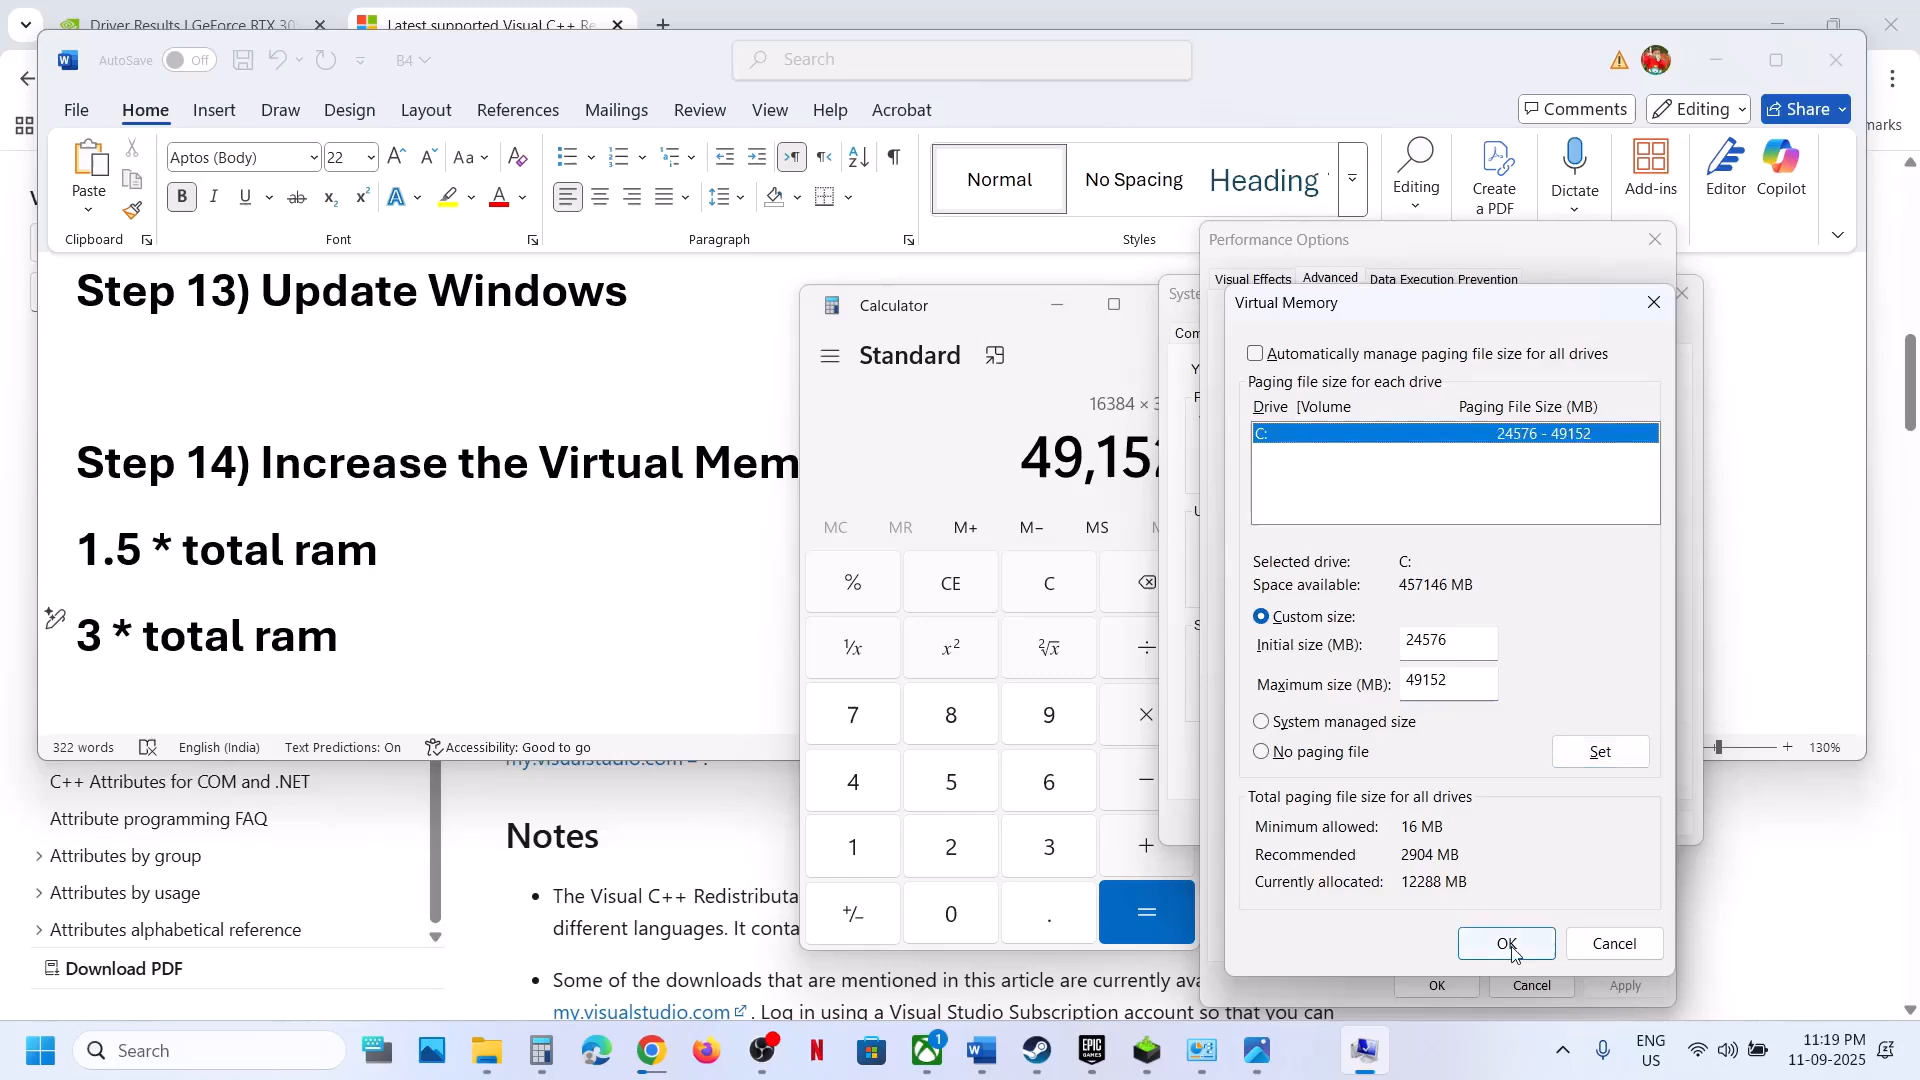 Driver Results | GeForce RTX 30
Latest supported Visual C++ Re
AutoSave
Off
B4
Search
File
Home
Insert
Draw
Design
Layout
References
Mailings
Review
View
Help
Acrobat
Comments
Editing
Share
Paste
Aptos (Body)
22
Normal
No Spacing
Heading
Editing
Create
a PDF
Dictate
Add-ins
Editor
Copilot
Clipboard
Font
Paragraph
Styles
Step 13) Update Windows
Step 14) Increase the Virtual Mem
1.5 * total ram
3 * total ram
322 words
English (India)
Text Predictions: On
Accessibility: Good to go
130%
Calculator
Standard
16384 ×
49,152
MC
MR
M+
M−
MS
%
CE
C
⅟x
x²
²√x
÷
7
8
9
×
4
5
6
−
1
2
3
+
+/−
0
.
=
Performance Options
Visual Effects
Advanced
Data Execution Prevention
Virtual Memory
Automatically manage paging file size for all drives
Paging file size for each drive
Drive [Volume
Paging File Size (MB)
C:
24576 - 49152
Selected drive:
C:
Space available:
457146 MB
Custom size:
Initial size (MB):
24576
Maximum size (MB):
49152
System managed size
No paging file
Set
Total paging file size for all drives
Minimum allowed:
16 MB
Recommended
2904 MB
Currently allocated:
12288 MB
OK
Cancel
OK
Cancel
Apply
C++ Attributes for COM and .NET
Attribute programming FAQ
Attributes by group
Attributes by usage
Attributes alphabetical reference
Download PDF
my.visualstudio.com
Notes
The Visual C++ Redistributa
different languages. It conta
Some of the downloads that are mentioned in this article are currently ava
my.visualstudio.com . Log in using a Visual Studio Subscription account so that you can
Search
1
ENG
US
11:19 PM
11-09-2025